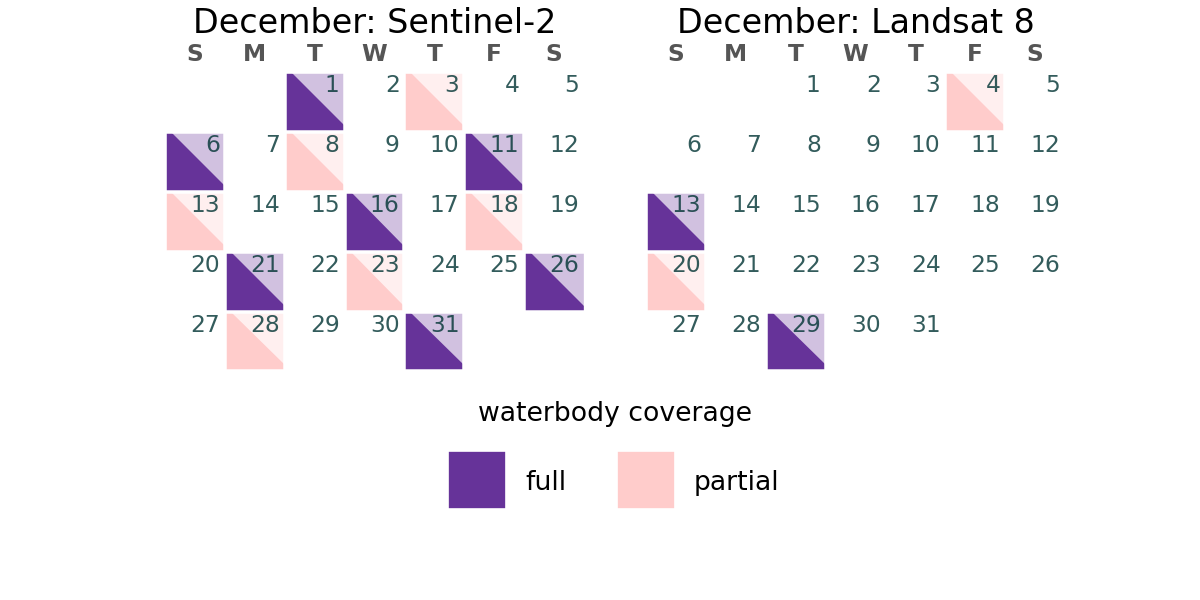 December: Sentinel-2
S M T W T F S
1 2 3 4 5
6 7 8 9 10 11 12
13 14 15 16 17 18 19
20 21 22 23 24 25 26
27 28 29 30 31
December: Landsat 8
S M T W T F S
1 2 3 4 5
6 7 8 9 10 11 12
13 14 15 16 17 18 19
20 21 22 23 24 25 26
27 28 29 30 31
waterbody coverage
full partial